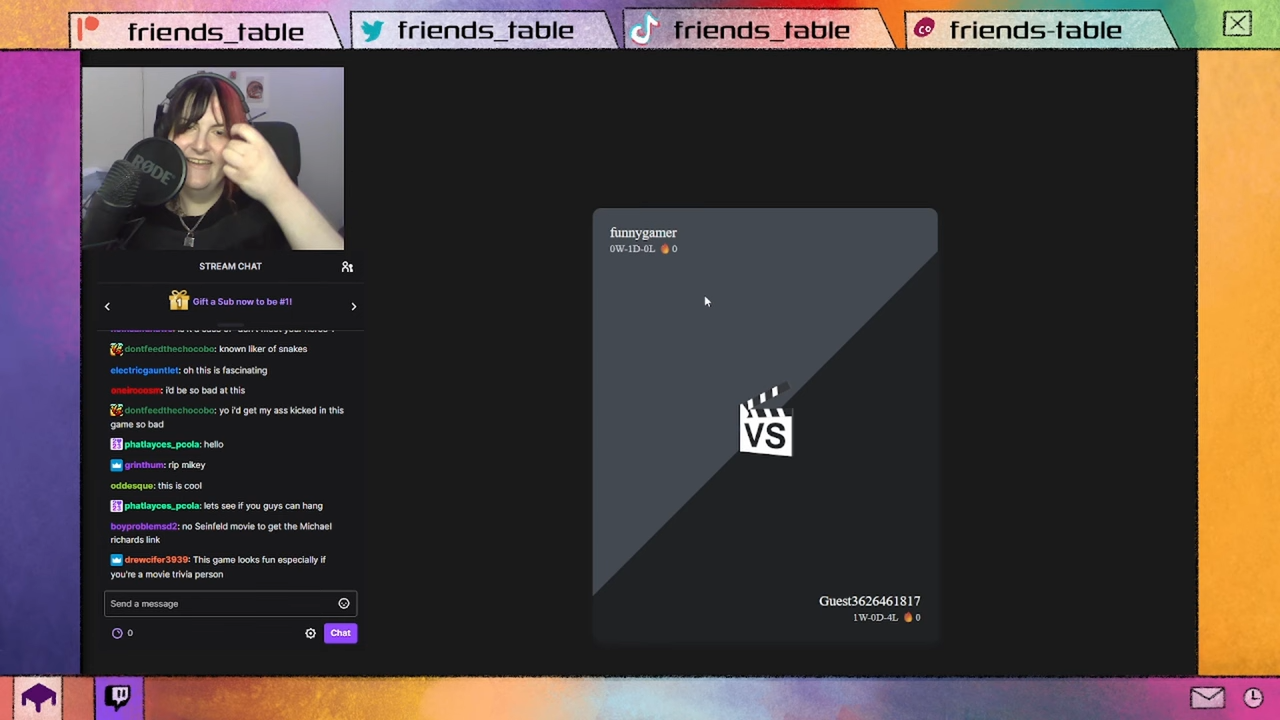 friends_table
friends_table
friends_table
co
friends-table
RØDE
STREAM CHAT
1
Gift a Sub now to be #1!
dontfeedthechocobo: known liker of snakes
electricgauntlet: oh this is fascinating
i'd be so bad at this
dontfeedthechocobo: yo i'd get my ass kicked in this
game so bad
phatlayces_pcola: hello
grinthum: rip mikey
oddesque: this is cool
phatlayces_pcola: lets see if you guys can hang
boyproblemsd2: no Seinfeld movie to get the Michael
richards link
drewcifer3939: This game looks fun especially if
you're a movie trivia person
Send a message
0
Chat
funnygamer
0W-1D-0L 0
VS
Guest3626461817
1W-0D-4L 0